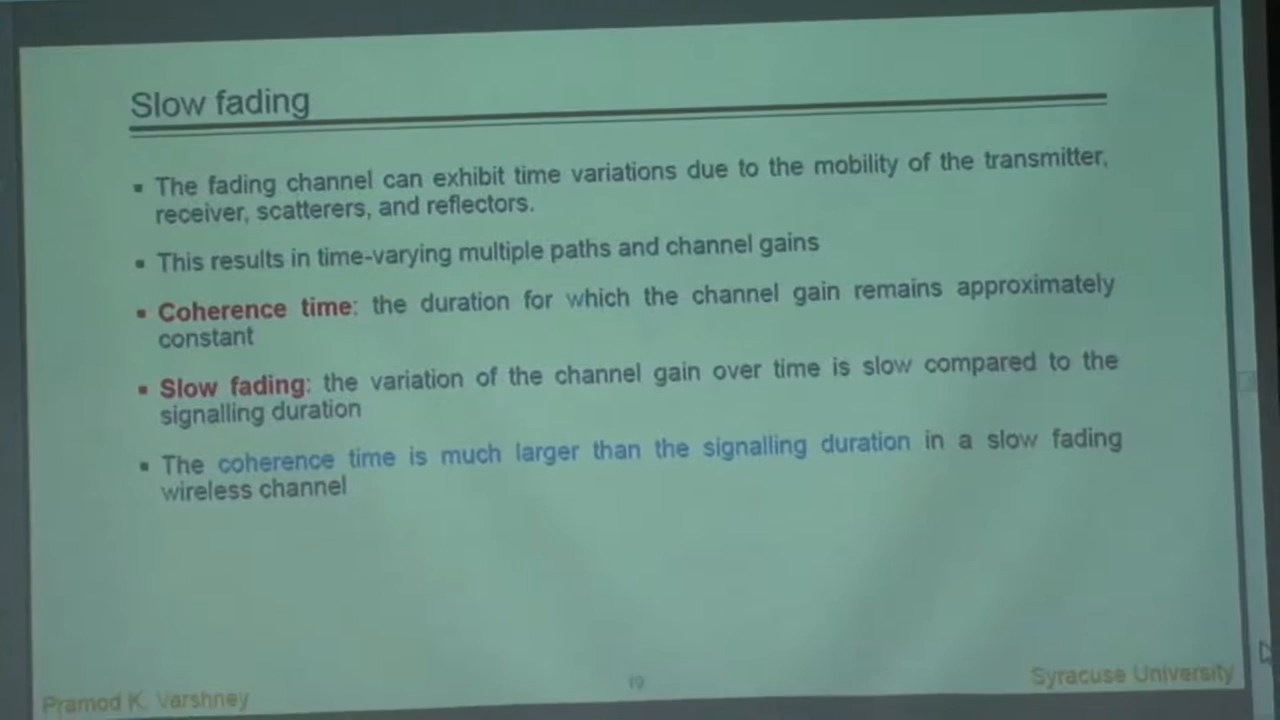 Slow fading
▪ The fading channel can exhibit time variations due to the mobility of the transmitter,
receiver, scatterers, and reflectors.
▪ This results in time-varying multiple paths and channel gains
▪ Coherence time: the duration for which the channel gain remains approximately
constant
▪ Slow fading: the variation of the channel gain over time is slow compared to the
signalling duration
▪ The coherence time is much larger than the signalling duration in a slow fading
wireless channel
Pramod K. Varshney
19
Syracuse University